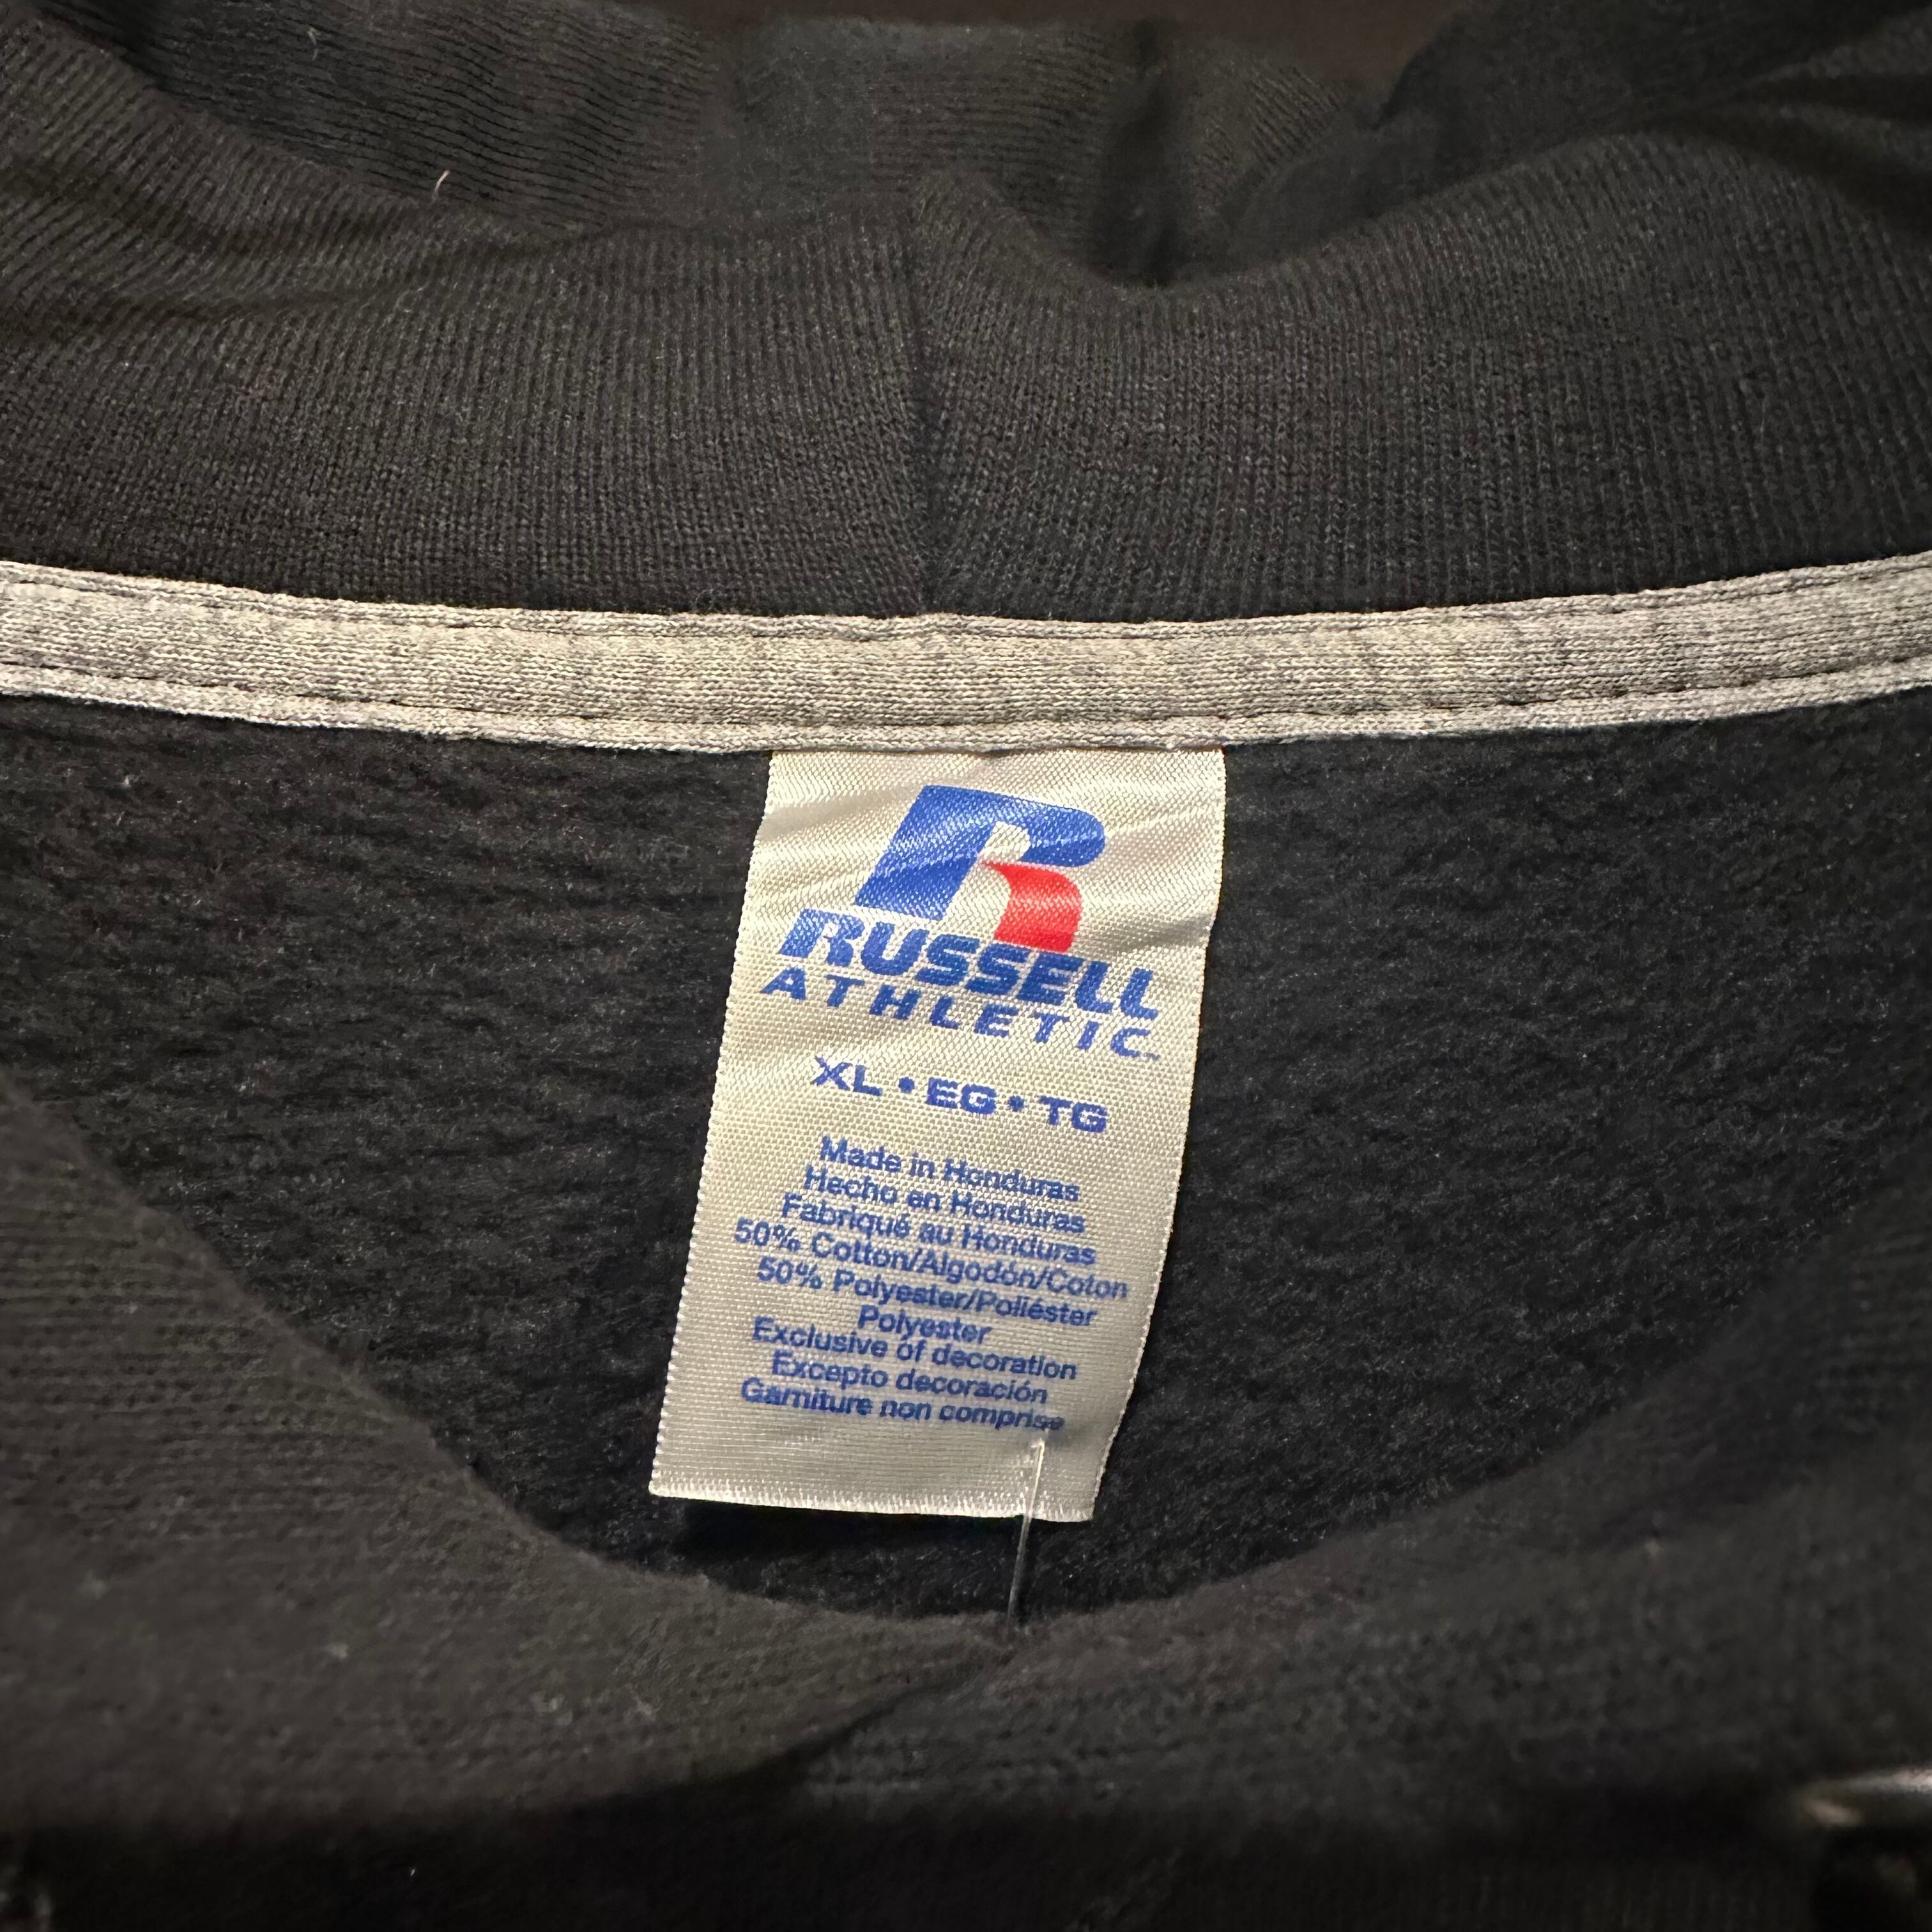 R
RUSSELL
ATHLETIC™
XL • EG • TG
Made in Honduras
Hecho en Honduras
Fabriqué au Honduras
50% Cotton/Algodón/Coton
50% Polyester/Poliéster
Polyester
Exclusive of decoration
Excepto decoración
Garniture non comprise